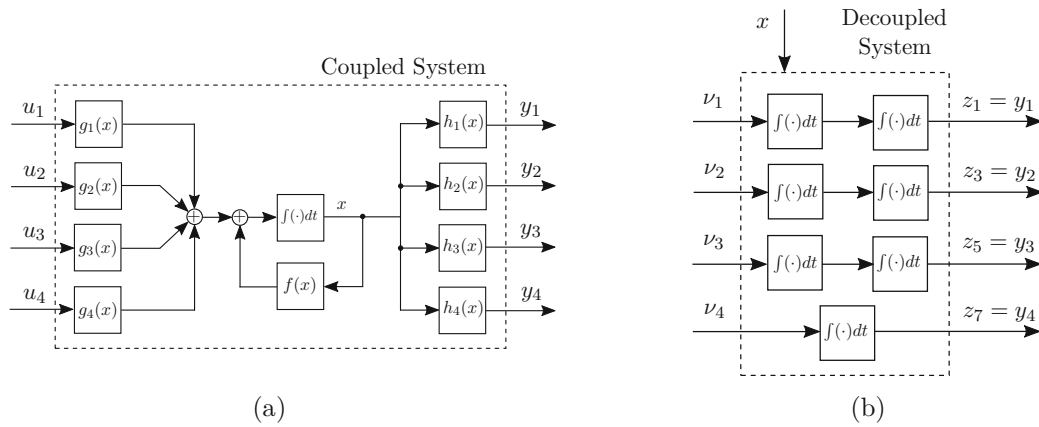 Coupled System
u₁
g₁(x)
h₁(x)
y₁
u₂
g₂(x)
h₂(x)
y₂
x
∫(·)dt
u₃
g₃(x)
h₃(x)
y₃
f(x)
u₄
g₄(x)
h₄(x)
y₄
(a)
x
Decoupled
System
ν₁
∫(·)dt
∫(·)dt
z₁ = y₁
ν₂
∫(·)dt
∫(·)dt
z₃ = y₂
ν₃
∫(·)dt
∫(·)dt
z₅ = y₃
ν₄
∫(·)dt
z₇ = y₄
(b)